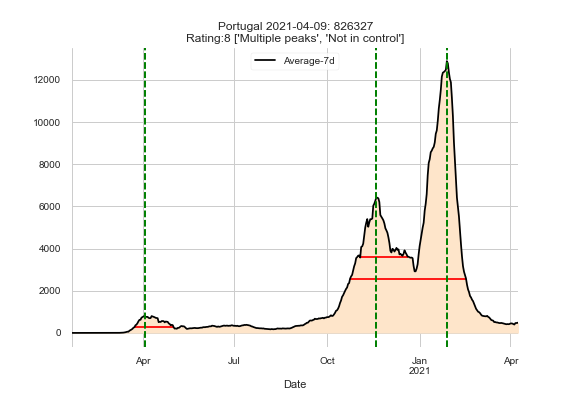 Portugal 2021-04-09: 826327
Rating:8 ['Multiple peaks', 'Not in control']
Average-7d
12000
10000
8000
6000
4000
2000
0
Apr Jul Oct Jan Apr
2021
Date